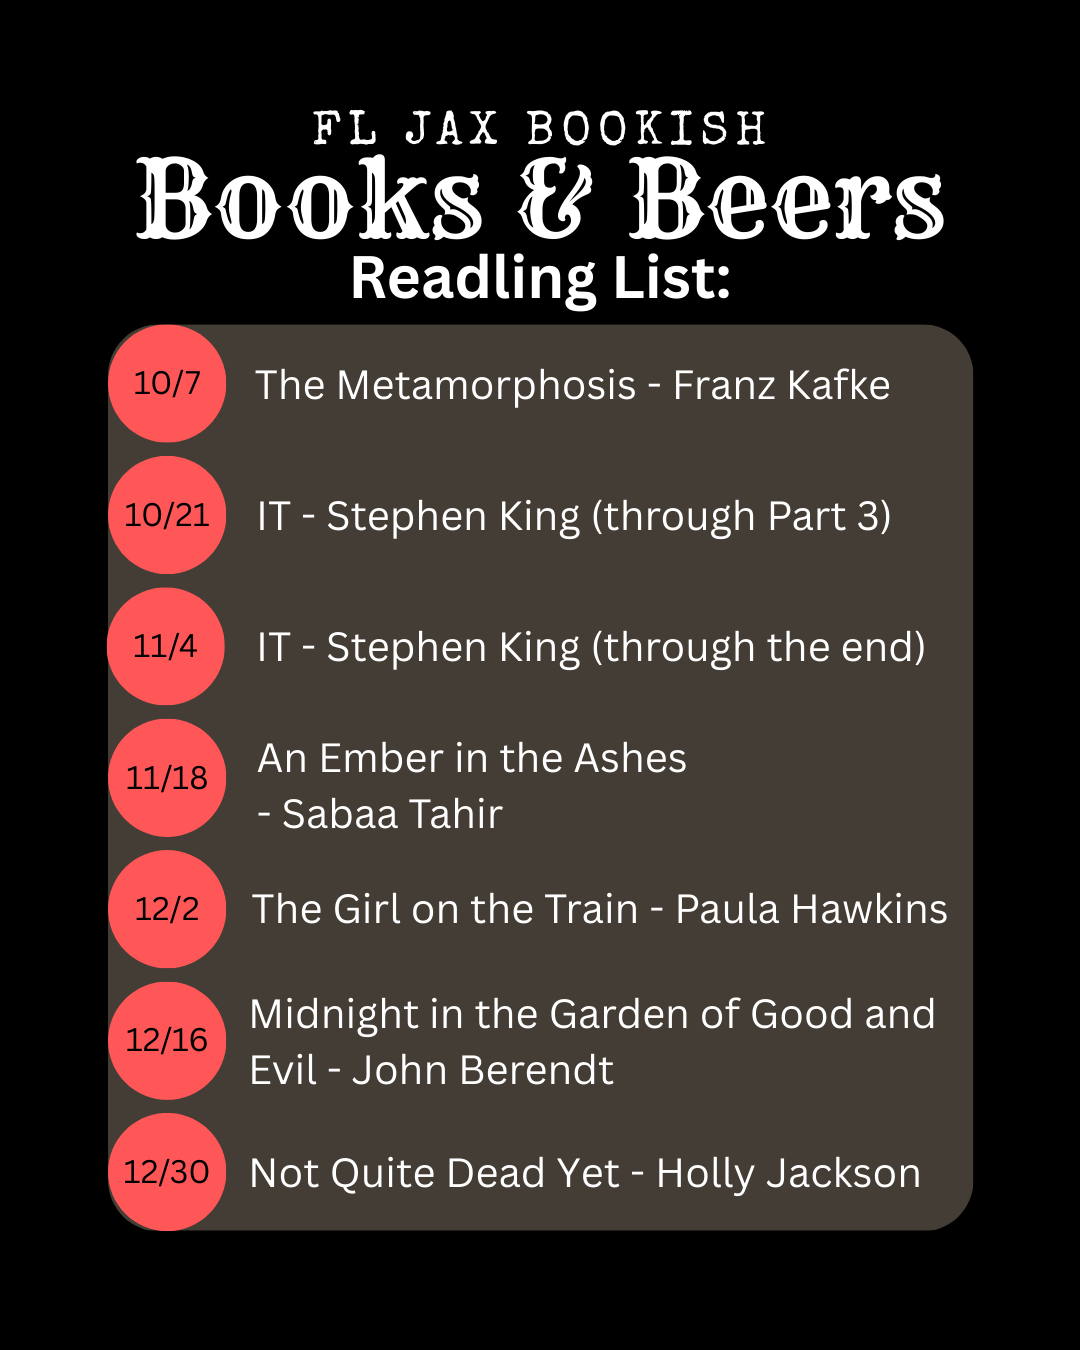 FL JAX BOOKISH
Books & Beers
Readling List:
10/7 The Metamorphosis - Franz Kafke
10/21 IT - Stephen King (through Part 3)
11/4 IT - Stephen King (through the end)
11/18 An Ember in the Ashes
- Sabaa Tahir
12/2 The Girl on the Train - Paula Hawkins
12/16 Midnight in the Garden of Good and
Evil - John Berendt
12/30 Not Quite Dead Yet - Holly Jackson